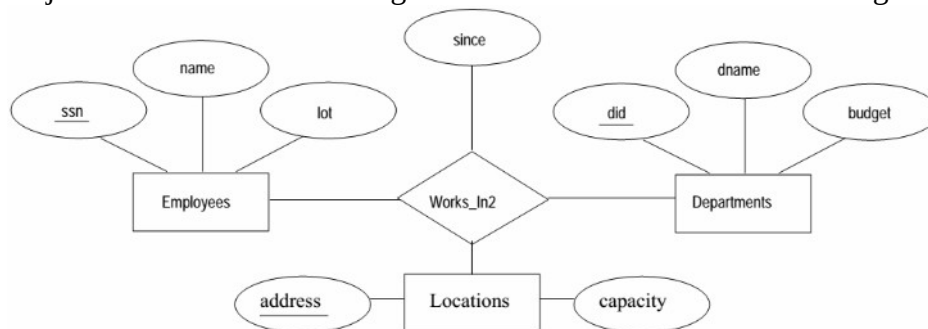 since
name
dname
ssn
lot
did
budget
Employees
Works_In2
Departments
address
Locations
capacity